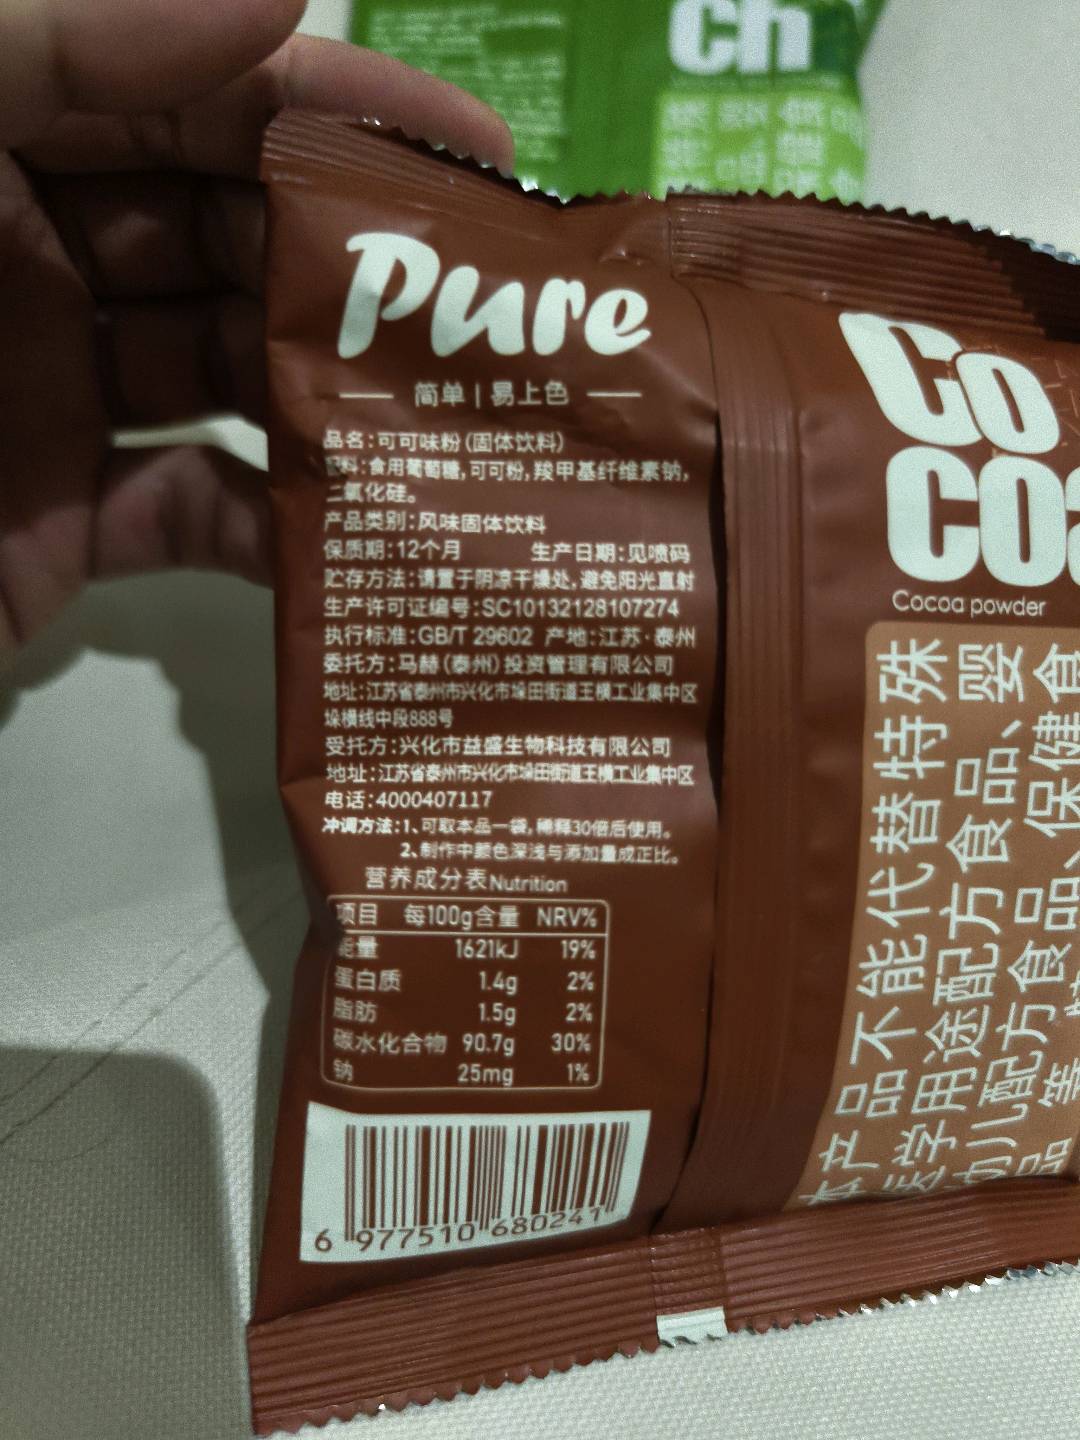 ch
Pure
简单 | 易上色
品名:可可味粉(固体饮料)
配料:食用葡萄糖,可可粉,羧甲基纤维素钠,
二氧化硅。
产品类别:风味固体饮料
保质期:12个月 生产日期:见喷码
贮存方法:请置于阴凉干燥处,避免阳光直射
生产许可证编号:SC10132128107274
执行标准:GB/T 29602 产地:江苏·泰州
委托方:马赫(泰州)投资管理有限公司
地址:江苏省泰州市兴化市垛田街道王横工业集中区
垛横线中段888号
受托方:兴化市益盛生物科技有限公司
地址:江苏省泰州市兴化市垛田街道王横工业集中区
电话:4000407117
冲调方法:1、可取本品一袋,稀释30倍后使用。
2、制作中颜色深浅与添加量成正比。
营养成分表Nutrition
项目 每100g含量 NRV%
能量 1621kJ 19%
蛋白质 1.4g 2%
脂肪 1.5g 2%
碳水化合物 90.7g 30%
钠 25mg 1%
6 977510 680241
Co
coa
Cocoa powder
本产品不能代替特殊
医学用途配方食品、婴
幼儿配方食品、保健食
品等